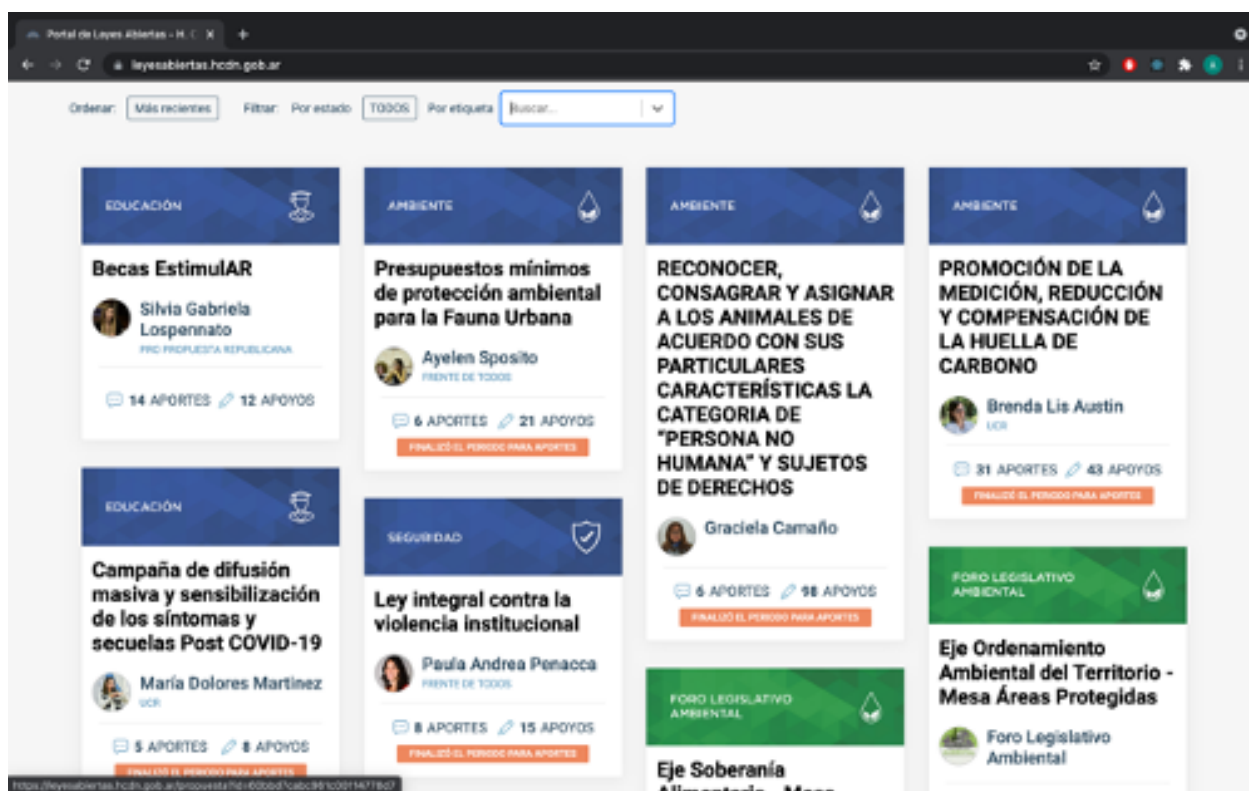 Portal de Leyes Abiertas - H. C
leyesabiertas.hcdn.gob.ar
Ordenar: Más recientes Filtrar: Por estado TODOS Por etiqueta Buscar...
EDUCACIÓN
Becas EstimulAR
Silvia Gabriela
Lospennato
PRO PROPUESTA REPUBLICANA
14 APORTES 12 APOYOS
EDUCACIÓN
Campaña de difusión
masiva y sensibilización
de los síntomas y
secuelas Post COVID-19
María Dolores Martinez
UCR
5 APORTES 8 APOYOS
FINALIZÓ EL PERIODO PARA APORTES
AMBIENTE
Presupuestos mínimos
de protección ambiental
para la Fauna Urbana
Ayelen Sposito
FRENTE DE TODOS
6 APORTES 21 APOYOS
FINALIZÓ EL PERIODO PARA APORTES
SEGURIDAD
Ley integral contra la
violencia institucional
Paula Andrea Penacca
FRENTE DE TODOS
8 APORTES 15 APOYOS
FINALIZÓ EL PERIODO PARA APORTES
AMBIENTE
RECONOCER,
CONSAGRAR Y ASIGNAR
A LOS ANIMALES DE
ACUERDO CON SUS
PARTICULARES
CARACTERÍSTICAS LA
CATEGORIA DE
"PERSONA NO
HUMANA" Y SUJETOS
DE DERECHOS
Graciela Camaño
6 APORTES 98 APOYOS
FINALIZÓ EL PERIODO PARA APORTES
FORO LEGISLATIVO
AMBIENTAL
Eje Soberanía
Alimentaria - Mesa
AMBIENTE
PROMOCIÓN DE LA
MEDICIÓN, REDUCCIÓN
Y COMPENSACIÓN DE
LA HUELLA DE
CARBONO
Brenda Lis Austin
UCR
31 APORTES 43 APOYOS
FINALIZÓ EL PERIODO PARA APORTES
FORO LEGISLATIVO
AMBIENTAL
Eje Ordenamiento
Ambiental del Territorio -
Mesa Áreas Protegidas
Foro Legislativo
Ambiental